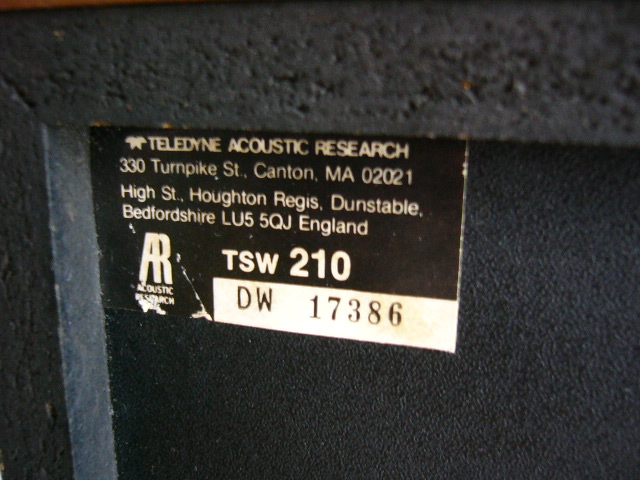 TELEDYNE ACOUSTIC RESEARCH
330 Turnpike St., Canton, MA 02021
High St., Houghton Regis, Dunstable,
Bedfordshire LU5 5QJ England
AR
ACOUSTIC
RESEARCH
TSW 210
DW 17386